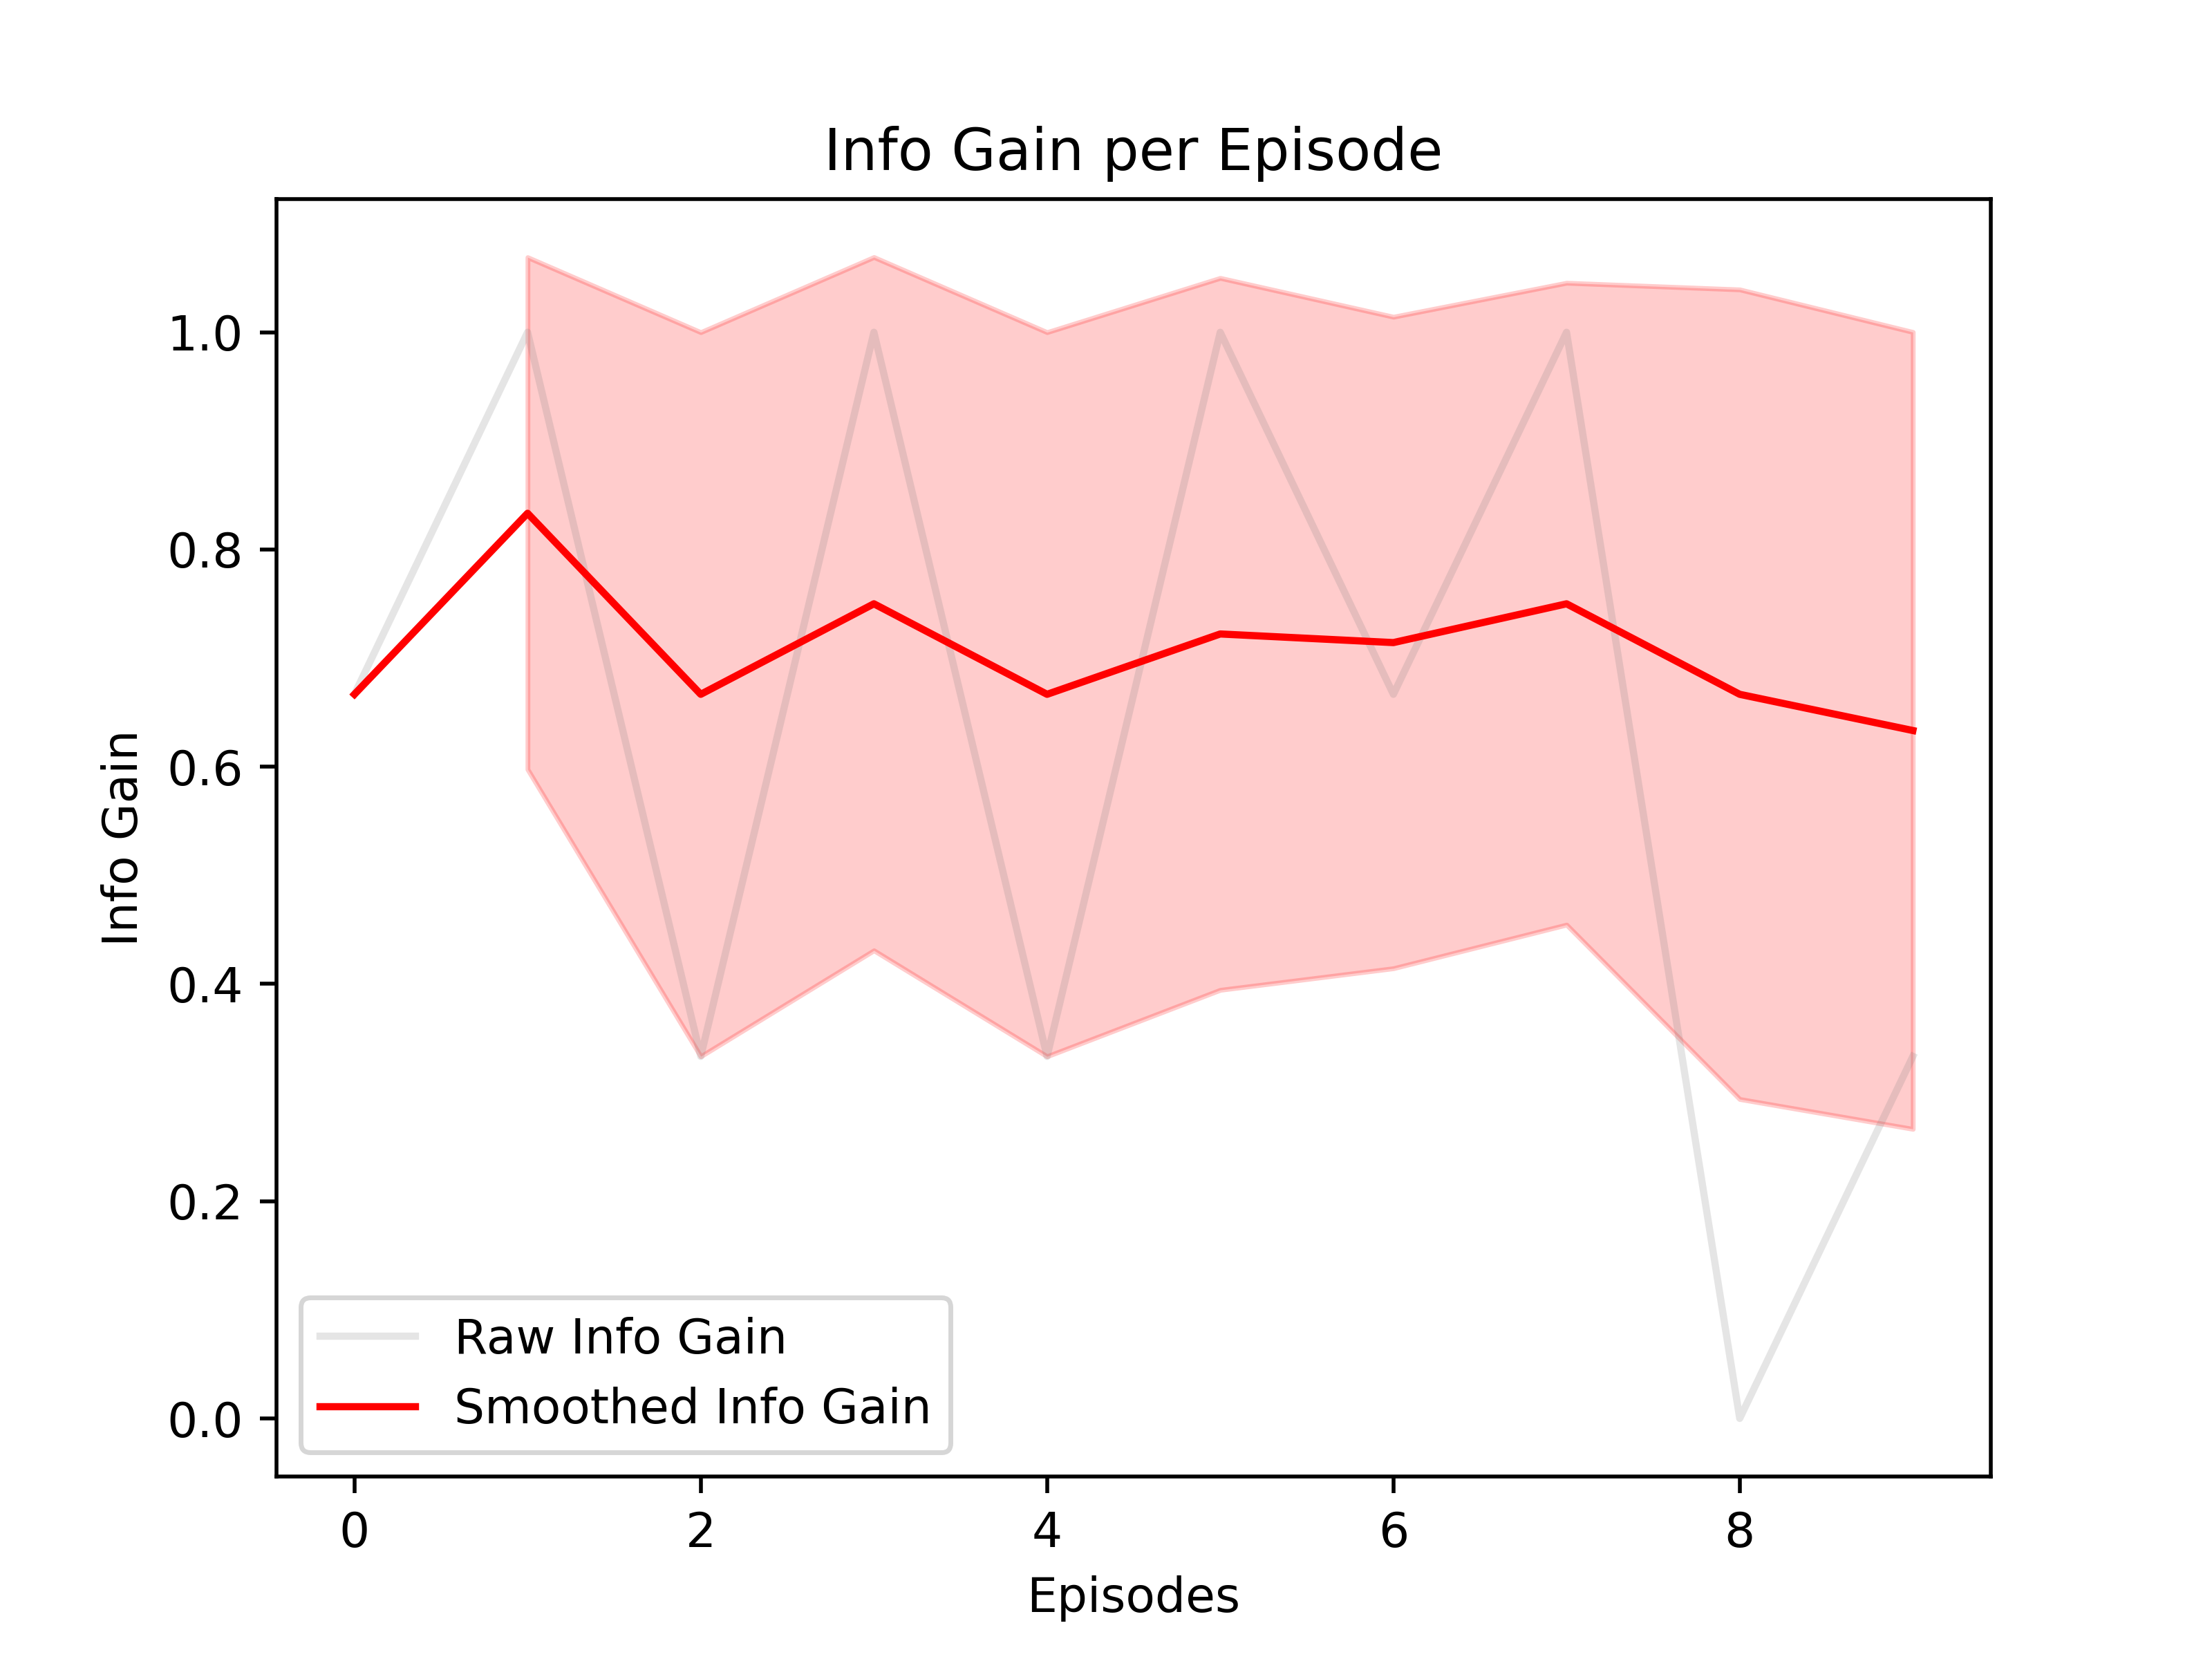 Info Gain per Episode
Info Gain
1.0
0.8
0.6
0.4
0.2
0.0
Raw Info Gain
Smoothed Info Gain
0 2 4 6 8
Episodes